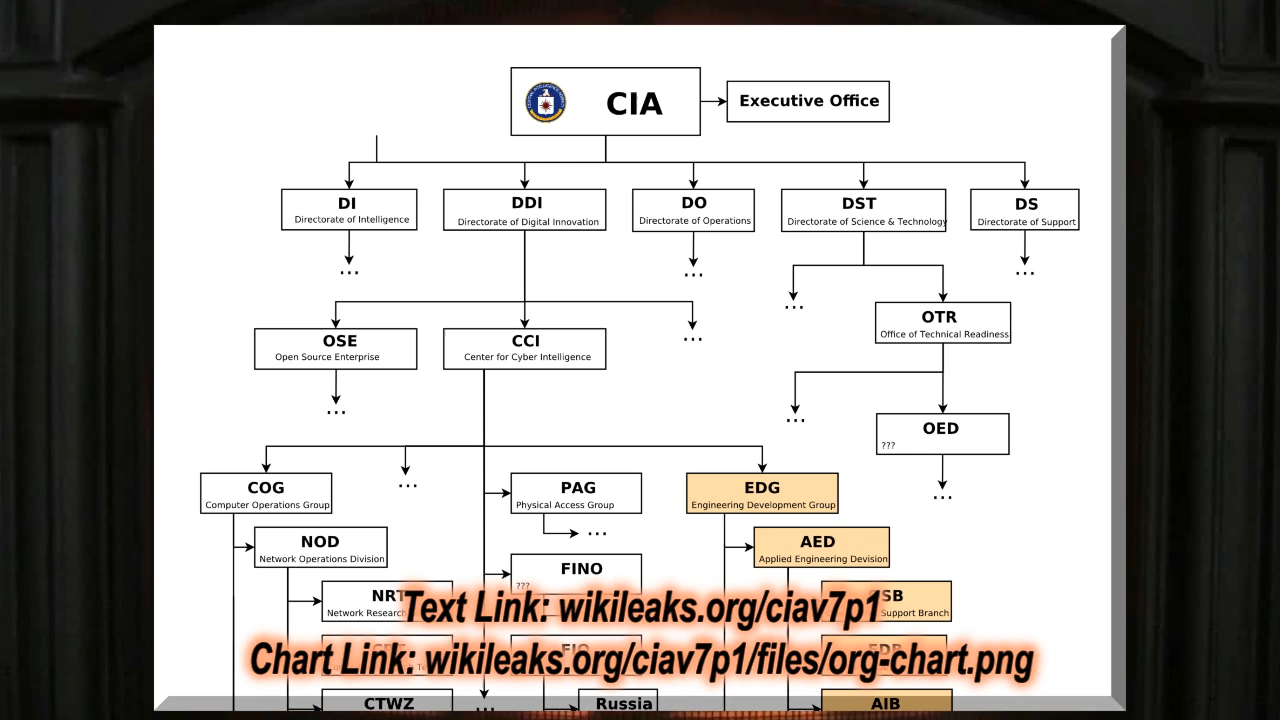 CIA
Executive Office
DI
Directorate of Intelligence
DDI
Directorate of Digital Innovation
DO
Directorate of Operations
DST
Directorate of Science & Technology
DS
Directorate of Support
...
...
...
...
OTR
Office of Technical Readiness
OSE
Open Source Enterprise
CCI
Center for Cyber Intelligence
...
...
...
OED
???
COG
Computer Operations Group
...
PAG
Physical Access Group
EDG
Engineering Development Group
...
...
NOD
Network Operations Division
AED
Applied Engineering Devision
FINO
???
NRT
Network Research
SB
Support Branch
Text Link: wikileaks.org/ciav7p1
Chart Link: wikileaks.org/ciav7p1/files/org-chart.png
CTWZ
...
Russia
AIB